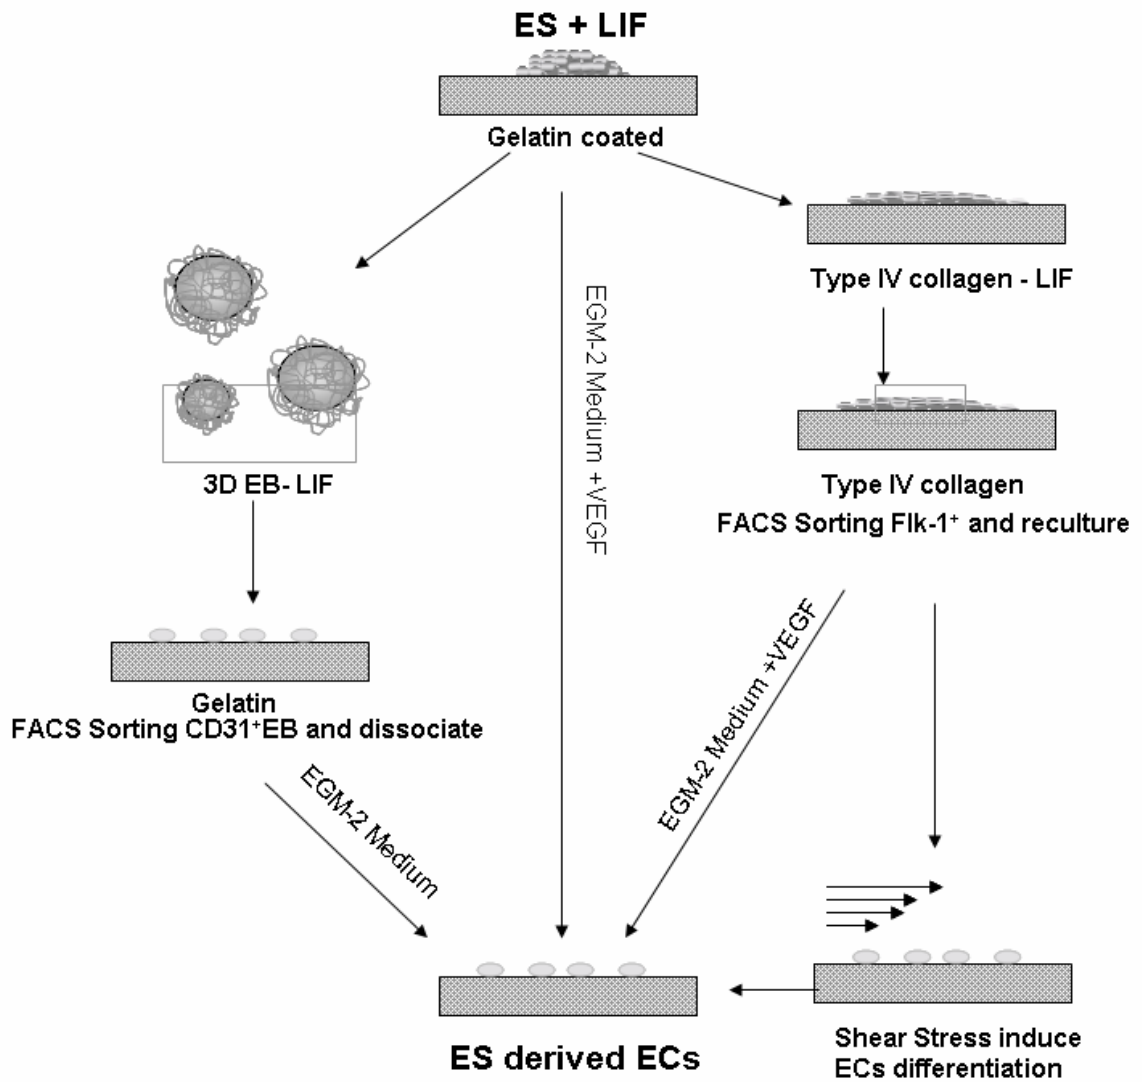 ES + LIF
Gelatin coated
Type IV collagen - LIF
EGM-2 Medium +VEGF
3D EB- LIF
Type IV collagen
FACS Sorting Flk-1⁺ and reculture
Gelatin
FACS Sorting CD31⁺EB and dissociate
EGM-2 Medium
EGM-2 Medium +VEGF
ES derived ECs
Shear Stress induce
ECs differentiation